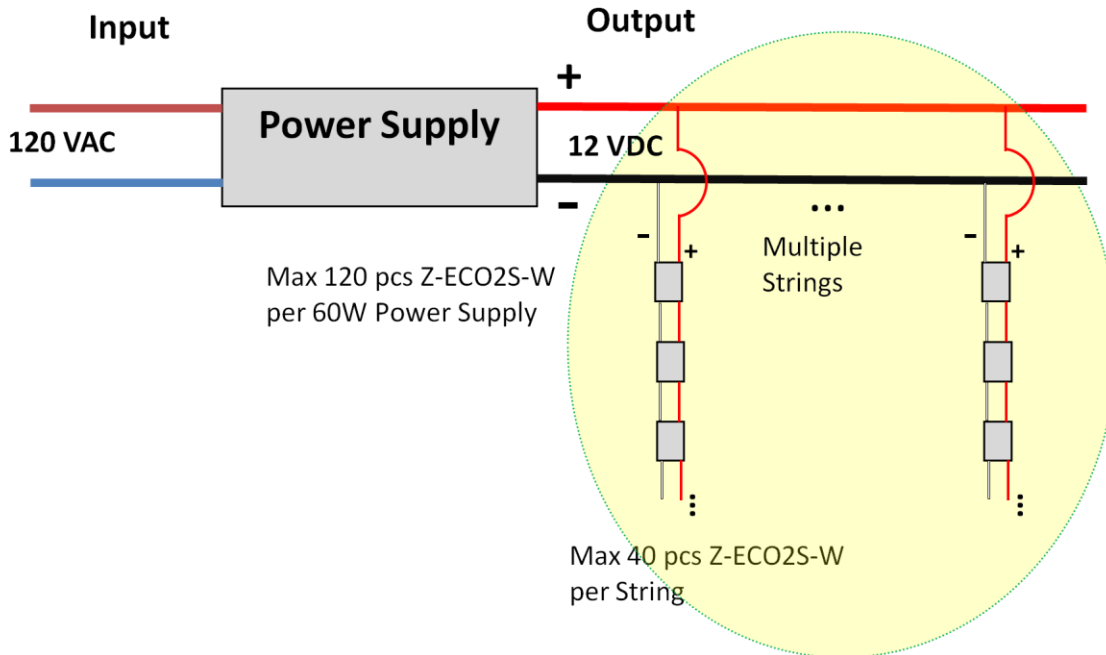 Input
Output
+
Power Supply
120 VAC
12 VDC
-
...
-
+
Multiple
Strings
-
+
Max 120 pcs Z-ECO2S-W
per 60W Power Supply
Max 40 pcs Z-ECO2S-W
per String